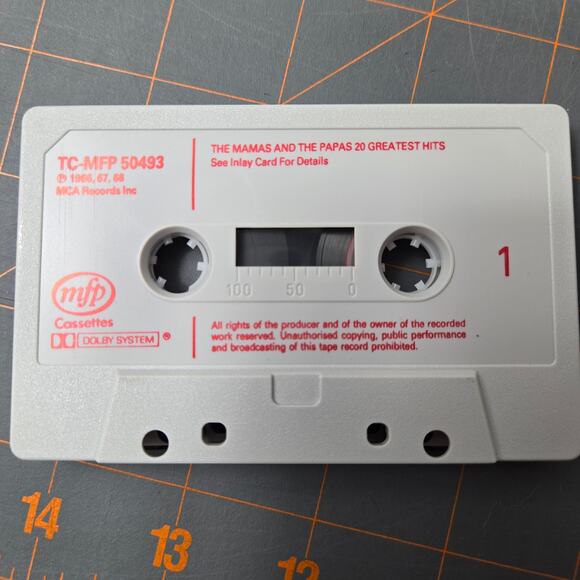 TC-MFP 50493
℗ 1966, 67, 68
MCA Records Inc
THE MAMAS AND THE PAPAS 20 GREATEST HITS
See Inlay Card For Details
1
100 50 0
mfp
Cassettes
DOLBY SYSTEM ®
All rights of the producer and of the owner of the recorded
work reserved. Unauthorised copying, public performance
and broadcasting of this tape record prohibited.
14
13